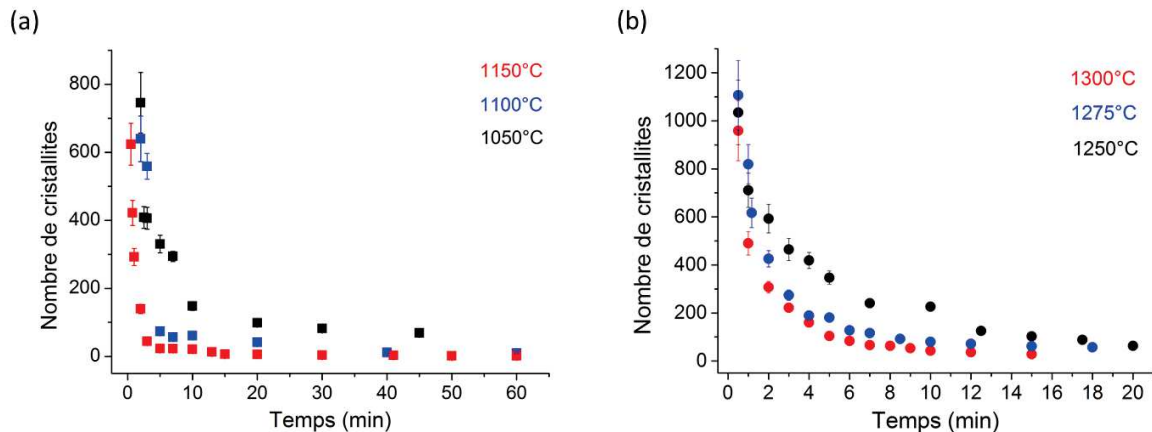 (a)
Nombre de cristallites
800
600
400
200
0
0 10 20 30 40 50 60
Temps (min)
1150°C
1100°C
1050°C
(b)
Nombre de cristallites
1200
1000
800
600
400
200
0
0 2 4 6 8 10 12 14 16 18 20
Temps (min)
1300°C
1275°C
1250°C